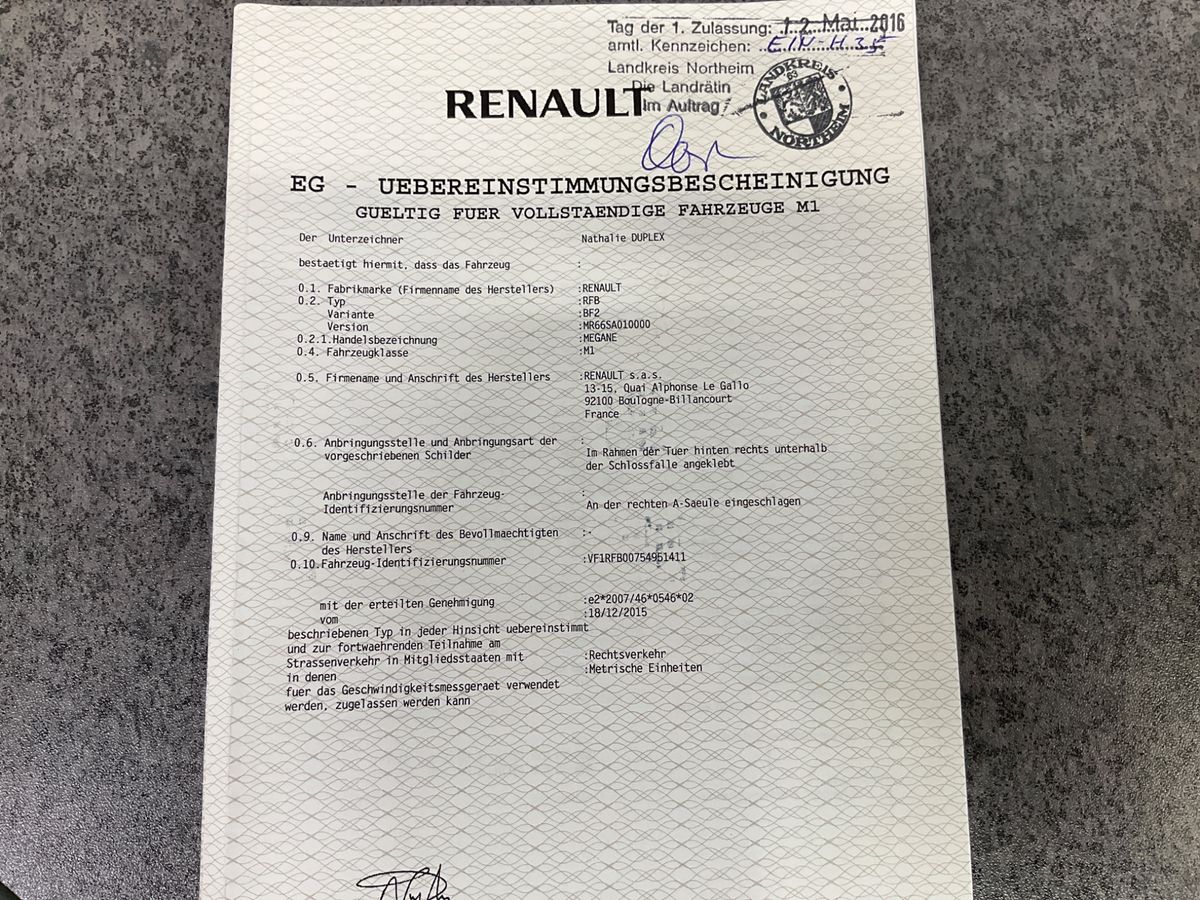 Tag der 1. Zulassung: 12. Mai 2016
amtl. Kennzeichen: EIN-H 35
Landkreis Northeim
Die Landrätin
Im Auftrag
LANDKREIS
63
NORTHEIM
RENAULT
EG - UEBEREINSTIMMUNGSBESCHEINIGUNG
GUELTIG FUER VOLLSTAENDIGE FAHRZEUGE M1
Der Unterzeichner Nathalie DUPLEX
bestaetigt hiermit, dass das Fahrzeug :
0.1. Fabrikmarke (Firmenname des Herstellers) :RENAULT
0.2. Typ :RFB
Variante :BF2
Version :MR66SA010000
0.2.1.Handelsbezeichnung :MEGANE
0.4. Fahrzeugklasse :M1
0.5. Firmename und Anschrift des Herstellers :RENAULT s.a.s.
13-15, Quai Alphonse Le Gallo
92100 Boulogne-Billancourt
France
0.6. Anbringungsstelle und Anbringungsart der :
vorgeschriebenen Schilder Im Rahmen der Tuer hinten rechts unterhalb
der Schlossfalle angeklebt
Anbringungsstelle der Fahrzeug- :
Identifizierungsnummer An der rechten A-Saeule eingeschlagen
0.9. Name und Anschrift des Bevollmaechtigten :-
des Herstellers
0.10.Fahrzeug-Identifizierungsnummer :VF1RFB00754951411
mit der erteilten Genehmigung :e2*2007/46*0546*02
vom :18/12/2015
beschriebenen Typ in jeder Hinsicht uebereinstimmt
und zur fortwaehrenden Teilnahme am
Strassenverkehr in Mitgliedsstaaten mit :Rechtsverkehr
in denen :Metrische Einheiten
fuer das Geschwindigkeitsmessgeraet verwendet
werden, zugelassen werden kann